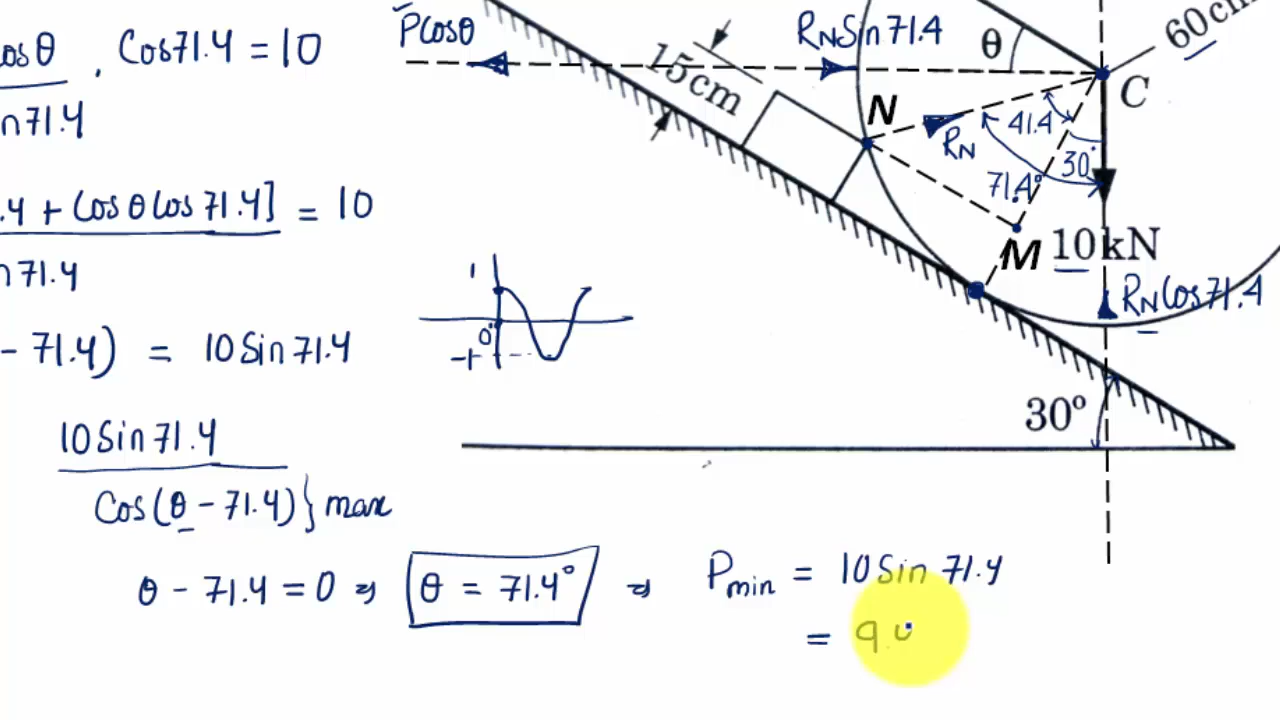 osθ , Cos71.4 = 10
n71.4
.4 + Cosθ Cos 71.4] = 10
n71.4
- 71.4) = 10 Sin 71.4
10 Sin 71.4
Cos(θ - 71.4)} max
θ - 71.4 = 0 ⇒ θ = 71.4° ⇒ Pmin = 10 Sin 71.4
= 9.
1
0
-1
PCosθ
RN Sin 71.4
θ
60cm
15cm
C
N
RN
41.4
30°
71.4°
M
10 kN
RN Cos 71.4
30°